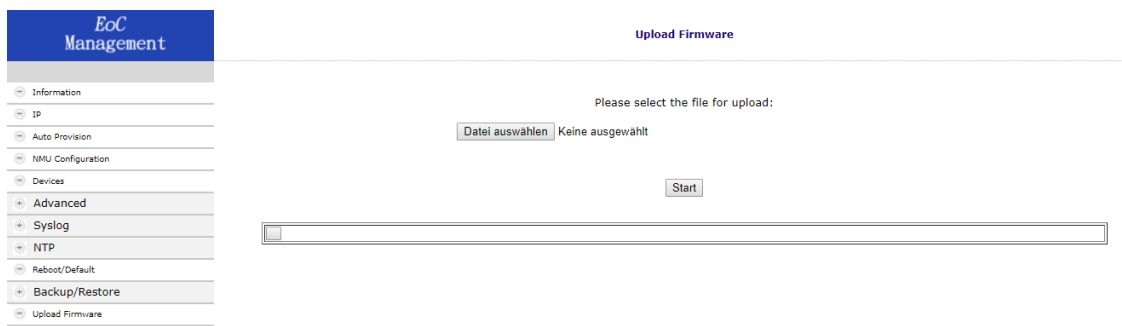 EoC
Management
Information
IP
Auto Provision
NMU Configuration
Devices
Advanced
Syslog
NTP
Reboot/Default
Backup/Restore
Upload Firmware
Upload Firmware
Please select the file for upload:
Datei auswählen Keine ausgewählt
Start